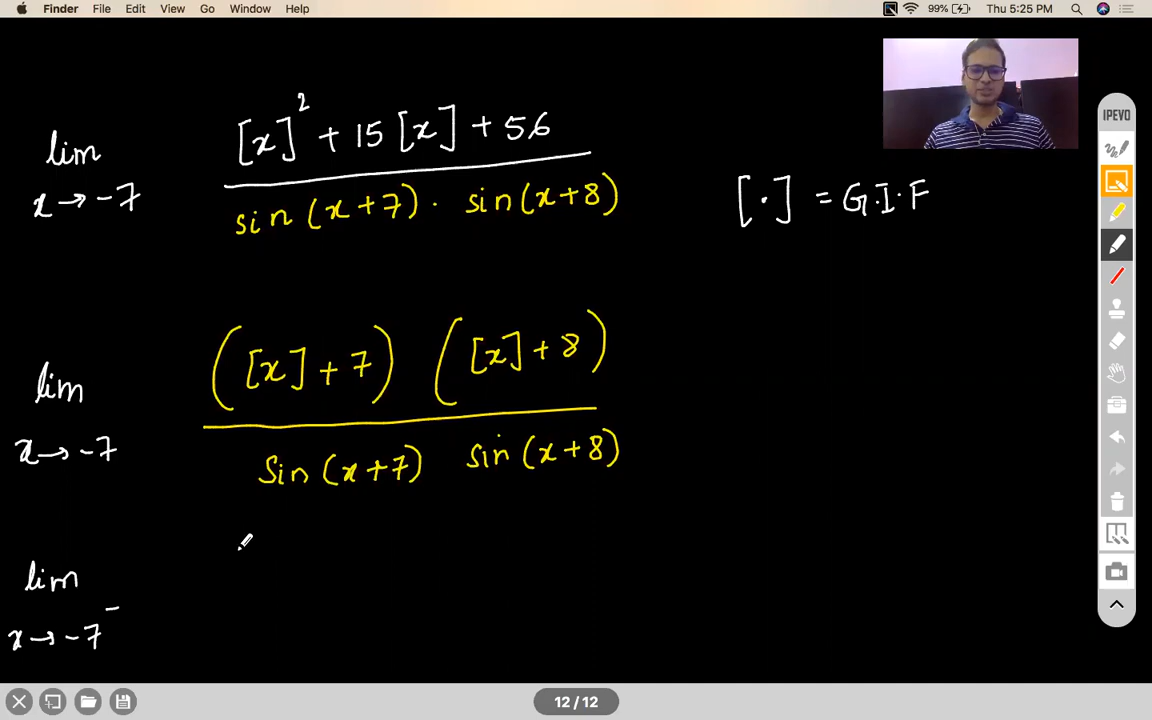 Finder File Edit View Go Window Help 99% Thu 5:25 PM
lim x→-7 [x]² + 15[x] + 56 / sin(x+7) · sin(x+8)
[·] = G.I.F
IPEVO
lim x→-7 ([x]+7) ([x]+8) / sin(x+7) sin(x+8)
lim x→-7⁻
12/12